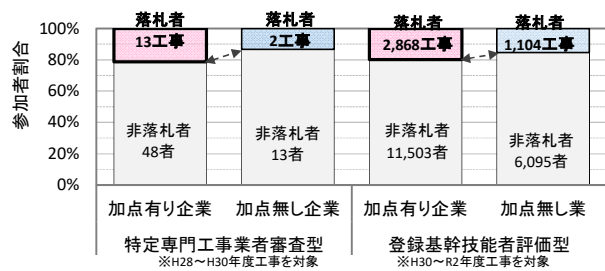 落札者 落札者 落札者 落札者
100%
80%
60%
40%
20%
0%
参加者割合
13工事 2工事 2,868工事 1,104工事
非落札者
48者
非落札者
13者
非落札者
11,503者
非落札者
6,095者
加点有り企業 加点無し企業 加点有り企業 加点無し
特定専門工事業者審査型 登録基幹技能者評価型
※H28～H30年度工事を対象 ※H30～R2年度工事を対象